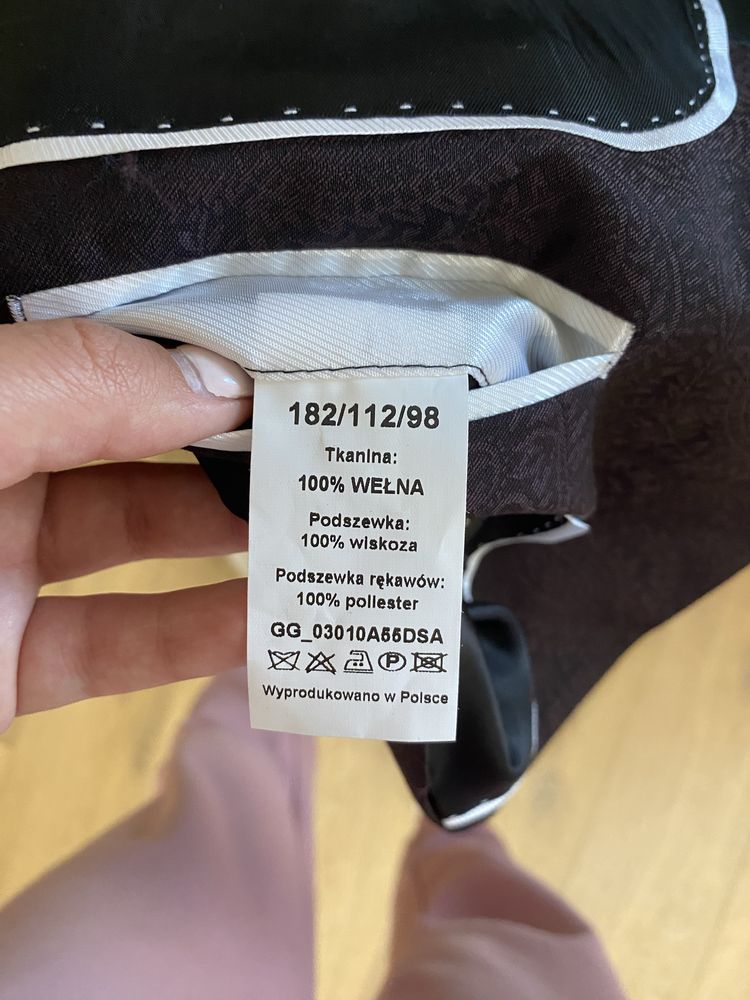 182/112/98
Tkanina:
100% WEŁNA
Podszewka:
100% wiskoza
Podszewka rękawów:
100% poliester
GG_03010A55DSA
P
Wyprodukowano w Polsce